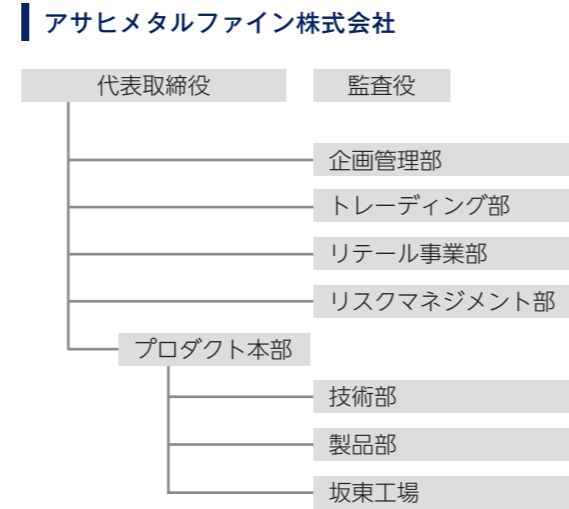 アサヒメタルファイン株式会社
代表取締役
監査役
企画管理部
トレーディング部
リテール事業部
リスクマネジメント部
プロダクト本部
技術部
製品部
坂東工場